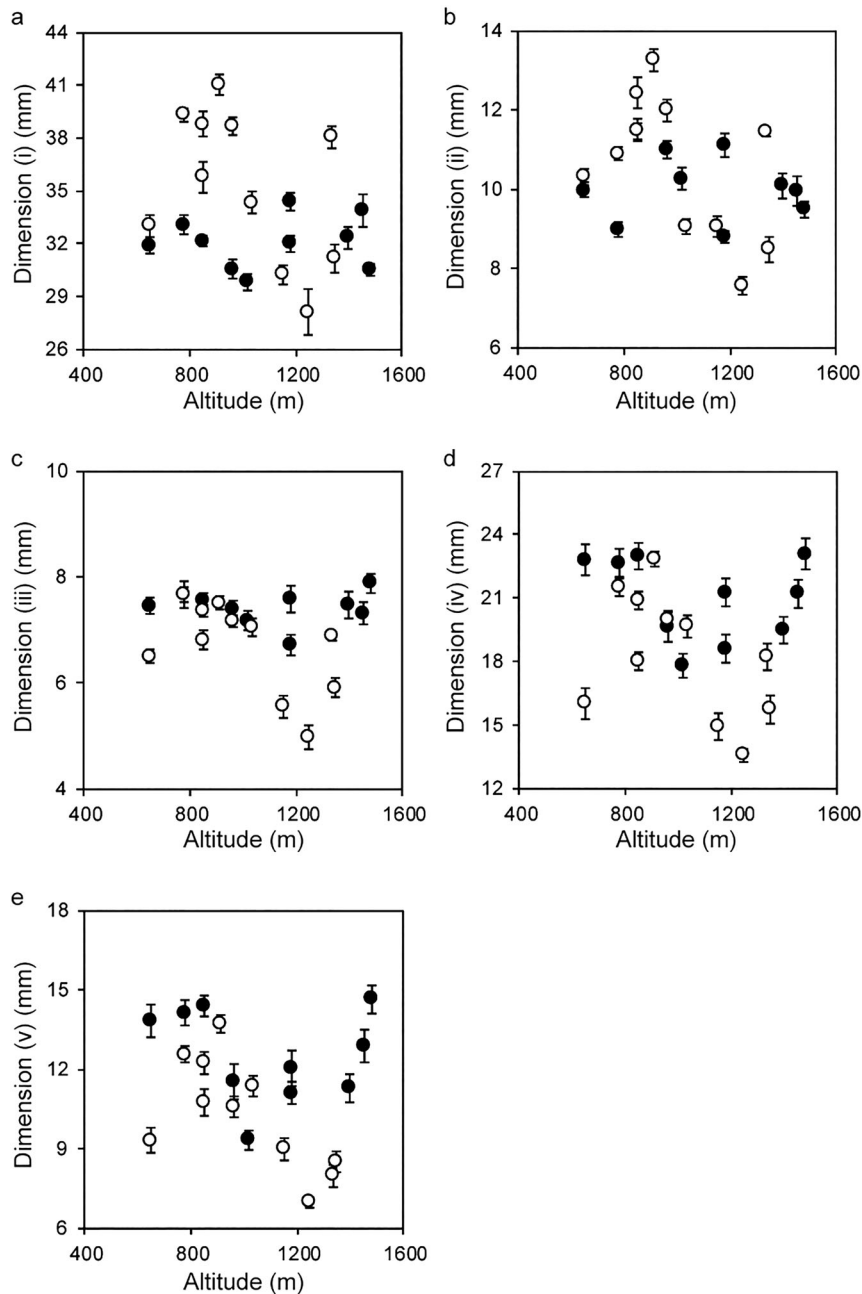 a
44
41
38
35
32
29
26
Dimension (i) (mm)
400 800 1200 1600
Altitude (m)
b
14
12
10
8
6
Dimension (ii) (mm)
400 800 1200 1600
Altitude (m)
c
10
8
6
4
Dimension (iii) (mm)
400 800 1200 1600
Altitude (m)
d
27
24
21
18
15
12
Dimension (iv) (mm)
400 800 1200 1600
Altitude (m)
e
18
15
12
9
6
Dimension (v) (mm)
400 800 1200 1600
Altitude (m)